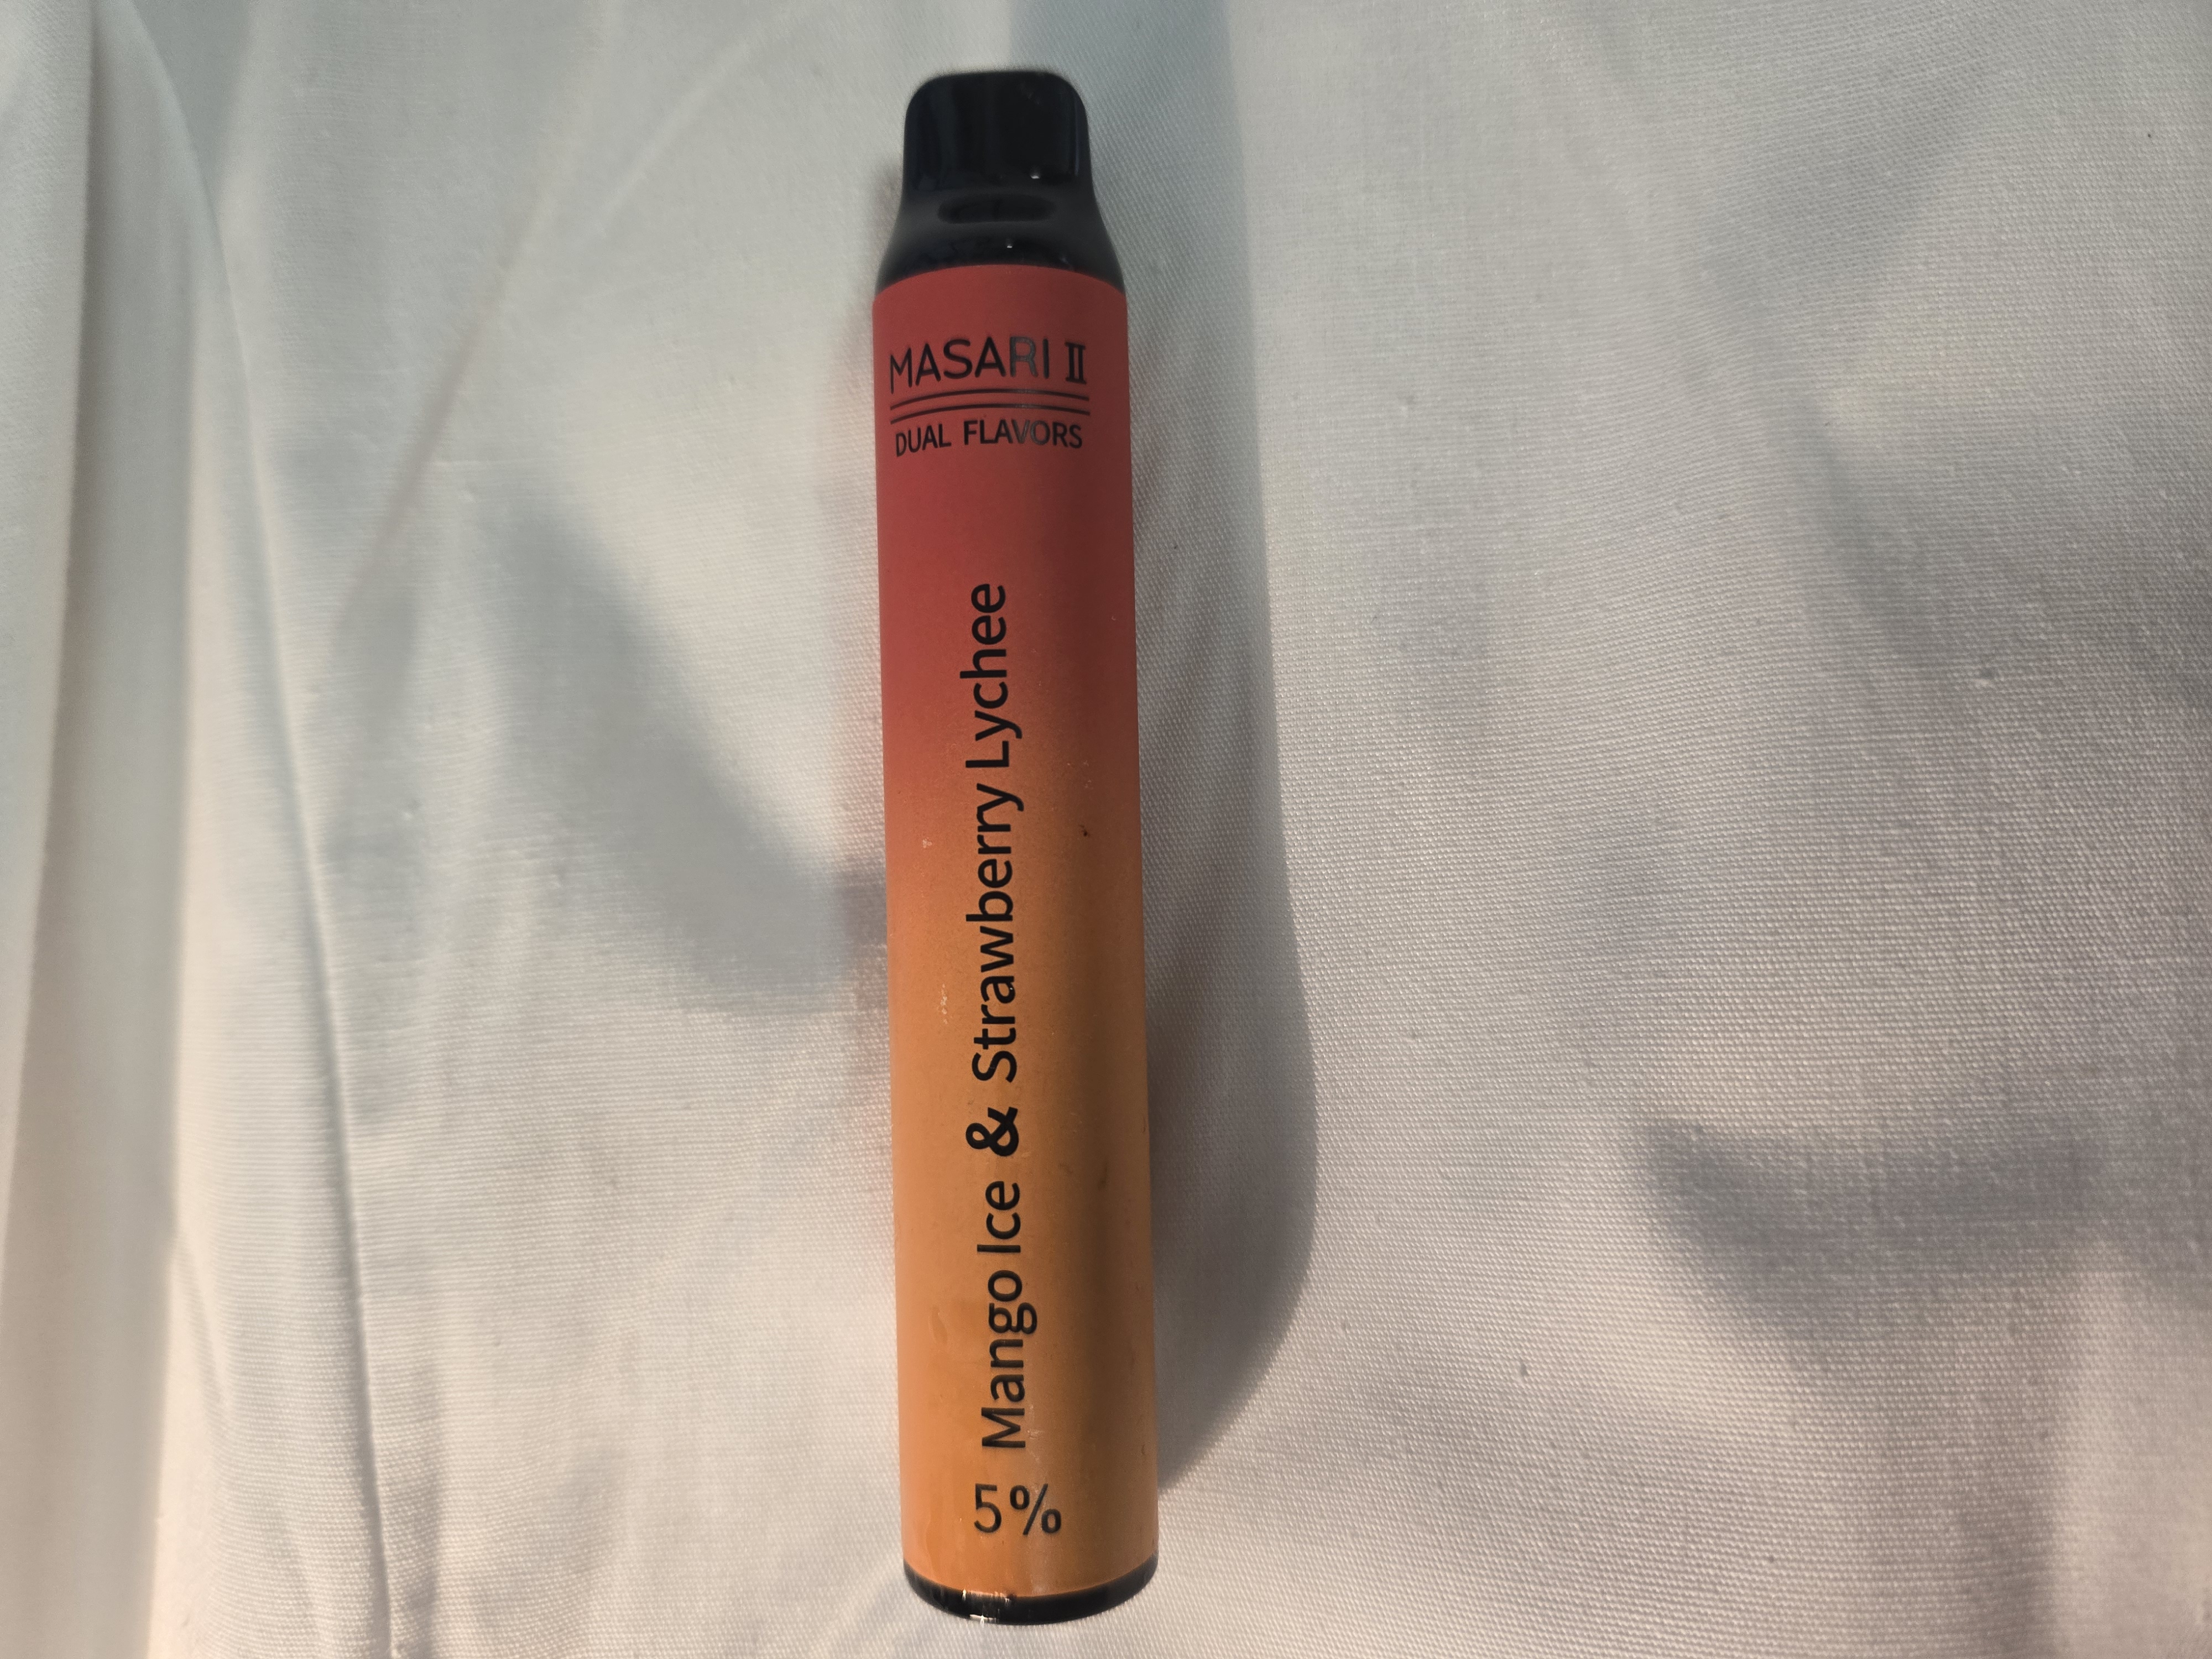 MASARI II
DUAL FLAVORS
Mango Ice & Strawberry Lychee
5%